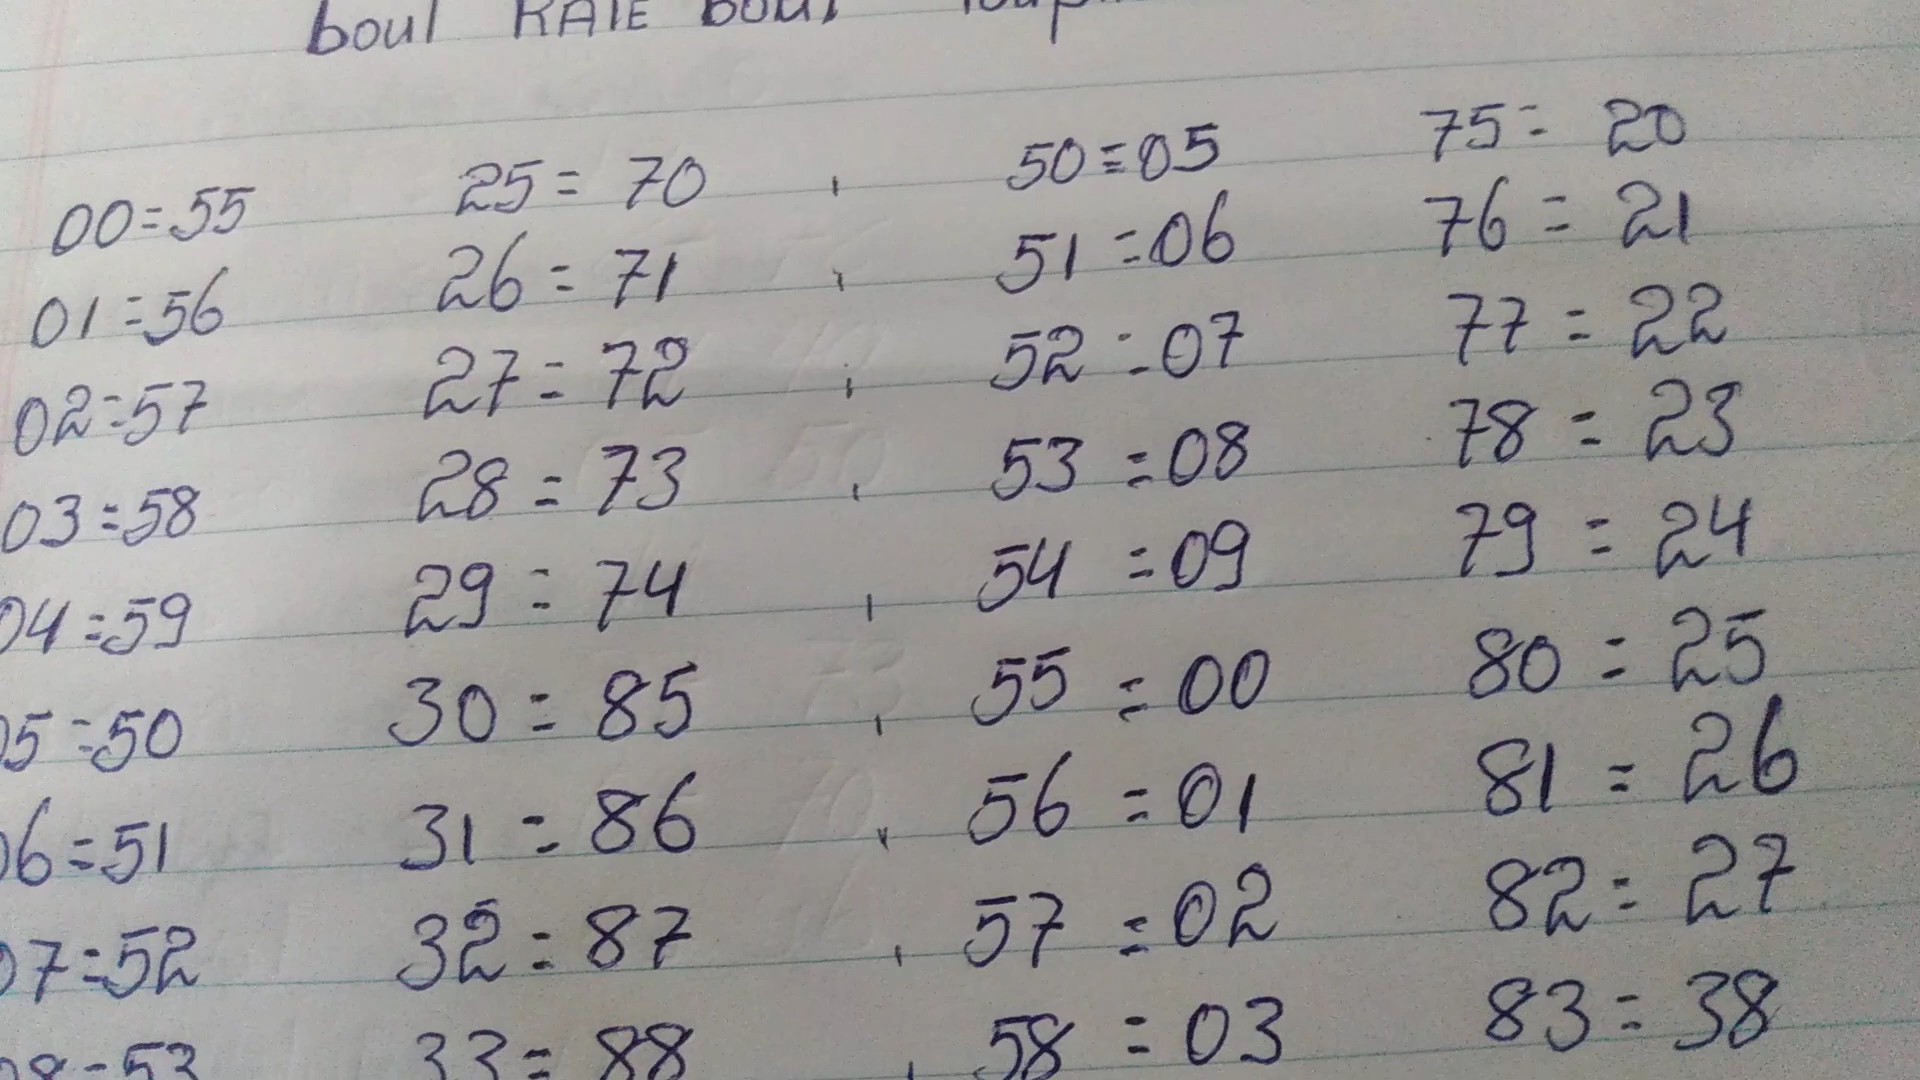 boul RATE boul
00=55 25=70 50=05 75=20
01=56 26=71 51=06 76=21
02=57 27=72 52=07 77=22
03=58 28=73 53=08 78=23
04=59 29=74 54=09 79=24
05=50 30=85 55=00 80=25
06=51 31=86 56=01 81=26
07=52 32=87 57=02 82=27
08=53 33=88 58=03 83=38